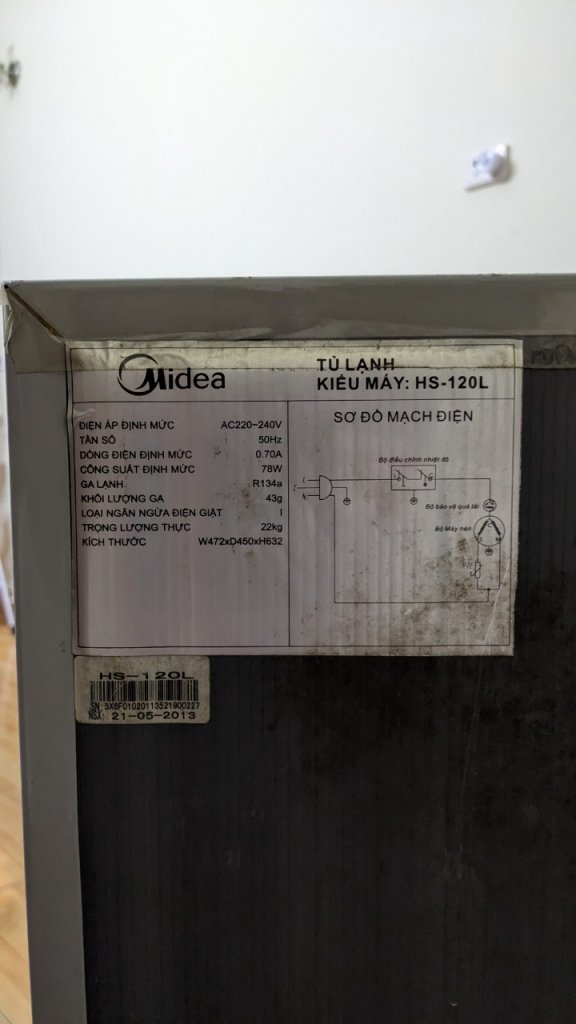 Midea
TỦ LẠNH
KIỂU MÁY: HS-120L
ĐIỆN ÁP ĐỊNH MỨC AC220~240V
TẦN SỐ 50Hz
DÒNG ĐIỆN ĐỊNH MỨC 0.70A
CÔNG SUẤT ĐỊNH MỨC 78W
GA LẠNH R134a
KHỐI LƯỢNG GA 43g
LOẠI NGĂN NGỪA ĐIỆN GIẬT I
TRỌNG LƯỢNG THỰC 22kg
KÍCH THƯỚC W472xD450xH632
SƠ ĐỒ MẠCH ĐIỆN
Bộ điều chỉnh nhiệt độ
L
N
Bộ bảo vệ quá tải
Bộ Máy nén
PTC
HS-120L
SN: BX6F01020113521900227
NSX: 21-05-2013